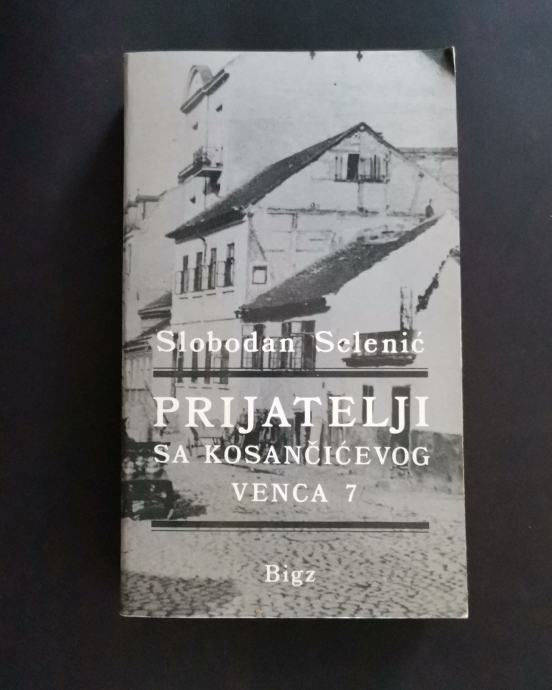 Slobodan Selenić
PRIJATELJI
SA KOSANČIĆEVOG
VENCA 7
Bigz